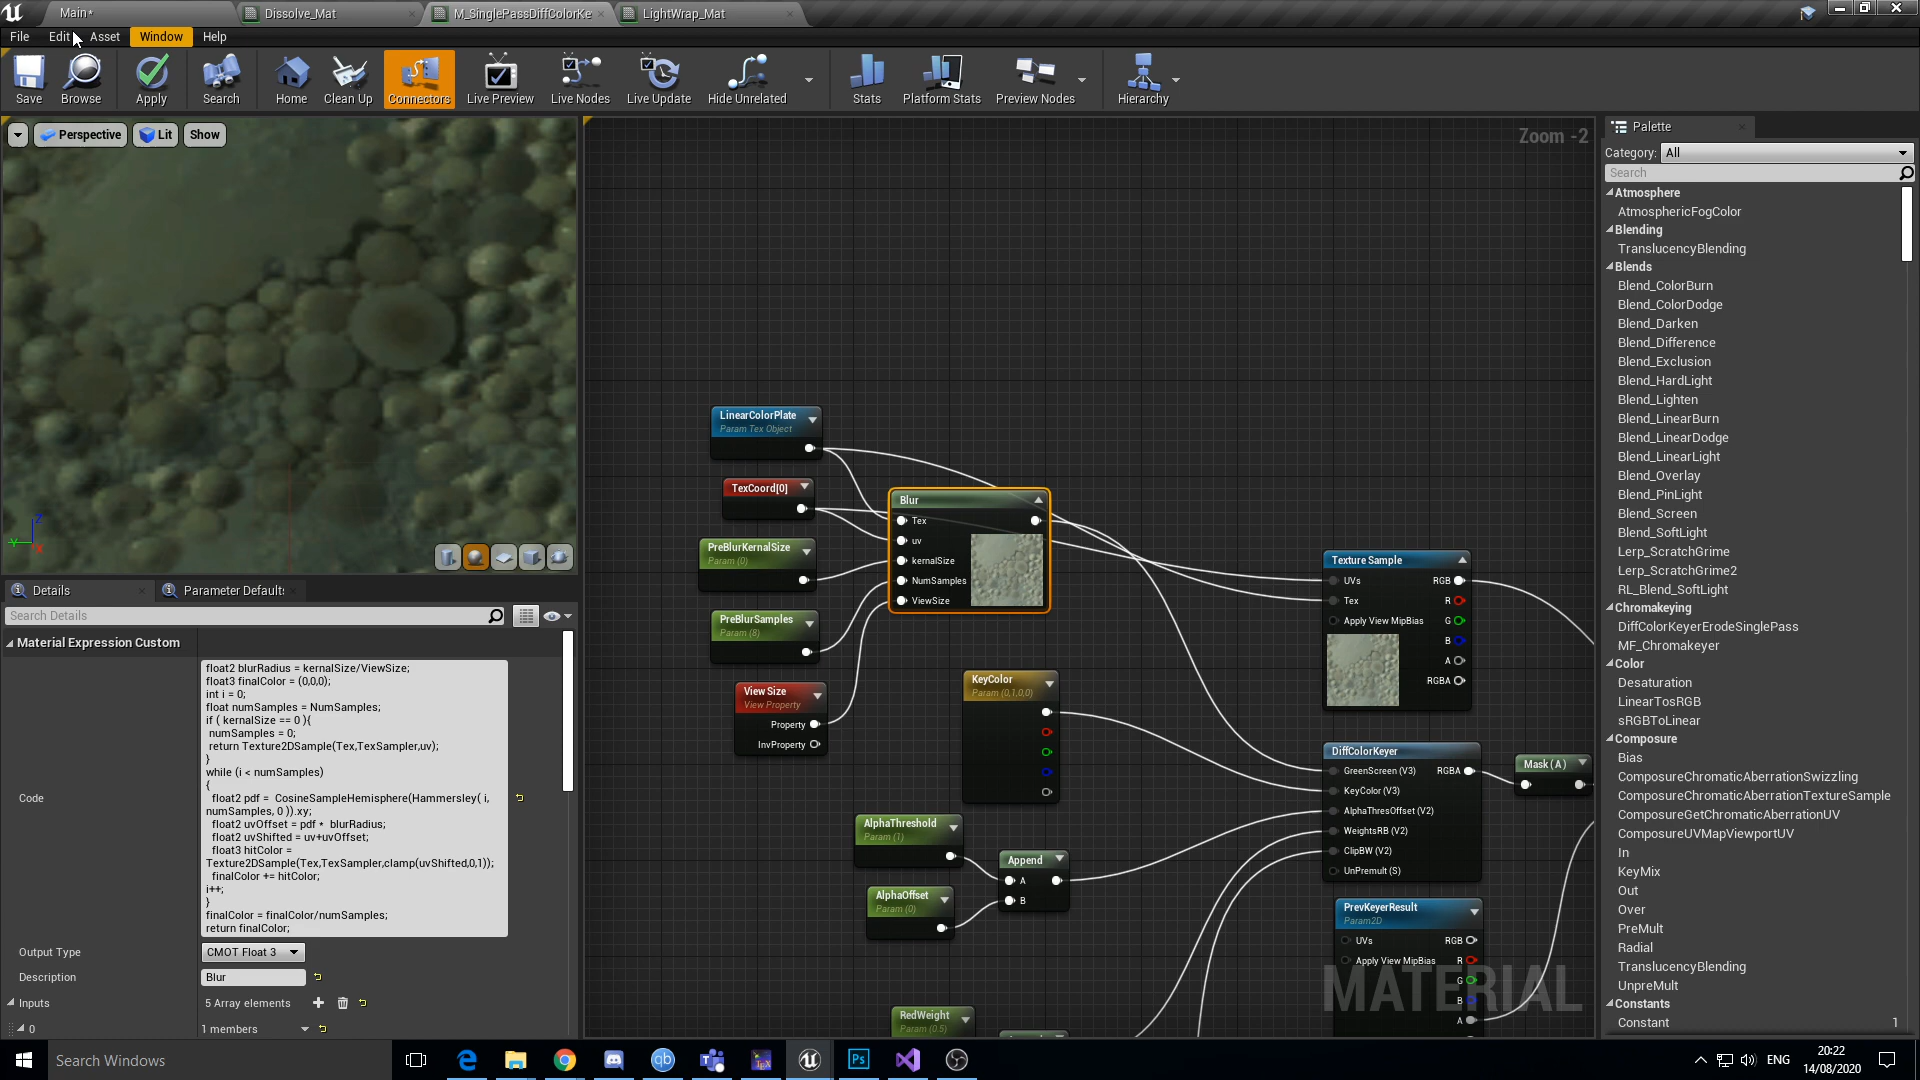 Main*
Dissolve_Mat
M_SinglePassDiffColorKe
LightWrap_Mat
File
Edit
Asset
Window
Help
Save
Browse
Apply
Search
Home
Clean Up
Connectors
Live Preview
Live Nodes
Live Update
Hide Unrelated
Stats
Platform Stats
Preview Nodes
Hierarchy
Perspective
Lit
Show
Z
Y
X
Zoom -2
LinearColorPlate
Param Tex Object
TexCoord[0]
PreBlurKernalSize
Param (0)
PreBlurSamples
Param (8)
View Size
View Property
Property
InvProperty
Blur
Tex
uv
kernalSize
NumSamples
ViewSize
KeyColor
Param (0,1,0,0)
AlphaThreshold
Param (1)
AlphaOffset
Param (0)
Append
A
B
RedWeight
Param (0.5)
Texture Sample
UVs RGB
Tex R
Apply View MipBias G
B
A
RGBA
DiffColorKeyer
GreenScreen (V3) RGBA
KeyColor (V3)
AlphaThresOffset (V2)
WeightsRB (V2)
ClipBW (V2)
UnPremult (S)
Mask ( A )
PrevKeyerResult
Param2D
UVs RGB
Apply View MipBias R
G
B
A
MATERIAL
Details
Parameter Default
Search Details
Material Expression Custom
Code
float2 blurRadius = kernalSize/ViewSize;
float3 finalColor = (0,0,0);
int i = 0;
float numSamples = NumSamples;
if ( kernalSize == 0 ){
numSamples = 0;
return Texture2DSample(Tex,TexSampler,uv);
}
while (i < numSamples)
{
float2 pdf = CosineSampleHemisphere(Hammersley( i,
numSamples, 0 )).xy;
float2 uvOffset = pdf * blurRadius;
float2 uvShifted = uv+uvOffset;
float3 hitColor =
Texture2DSample(Tex,TexSampler,clamp(uvShifted,0,1));
finalColor += hitColor;
i++;
}
finalColor = finalColor/numSamples;
return finalColor;
Output Type
CMOT Float 3
Description
Blur
Inputs
5 Array elements
0
1 members
Palette
Category: All
Search
Atmosphere
AtmosphericFogColor
Blending
TranslucencyBlending
Blends
Blend_ColorBurn
Blend_ColorDodge
Blend_Darken
Blend_Difference
Blend_Exclusion
Blend_HardLight
Blend_Lighten
Blend_LinearBurn
Blend_LinearDodge
Blend_LinearLight
Blend_Overlay
Blend_PinLight
Blend_Screen
Blend_SoftLight
Lerp_ScratchGrime
Lerp_ScratchGrime2
RL_Blend_SoftLight
Chromakeying
DiffColorKeyerErodeSinglePass
MF_Chromakeyer
Color
Desaturation
LinearTosRGB
sRGBToLinear
Composure
Bias
ComposureChromaticAberrationSwizzling
ComposureChromaticAberrationTextureSample
ComposureGetChromaticAberrationUV
ComposureUVMapViewportUV
In
KeyMix
Out
Over
PreMult
Radial
TranslucencyBlending
UnpreMult
Constants
Constant 1
Search Windows
qb
Ps
ENG
20:22
14/08/2020